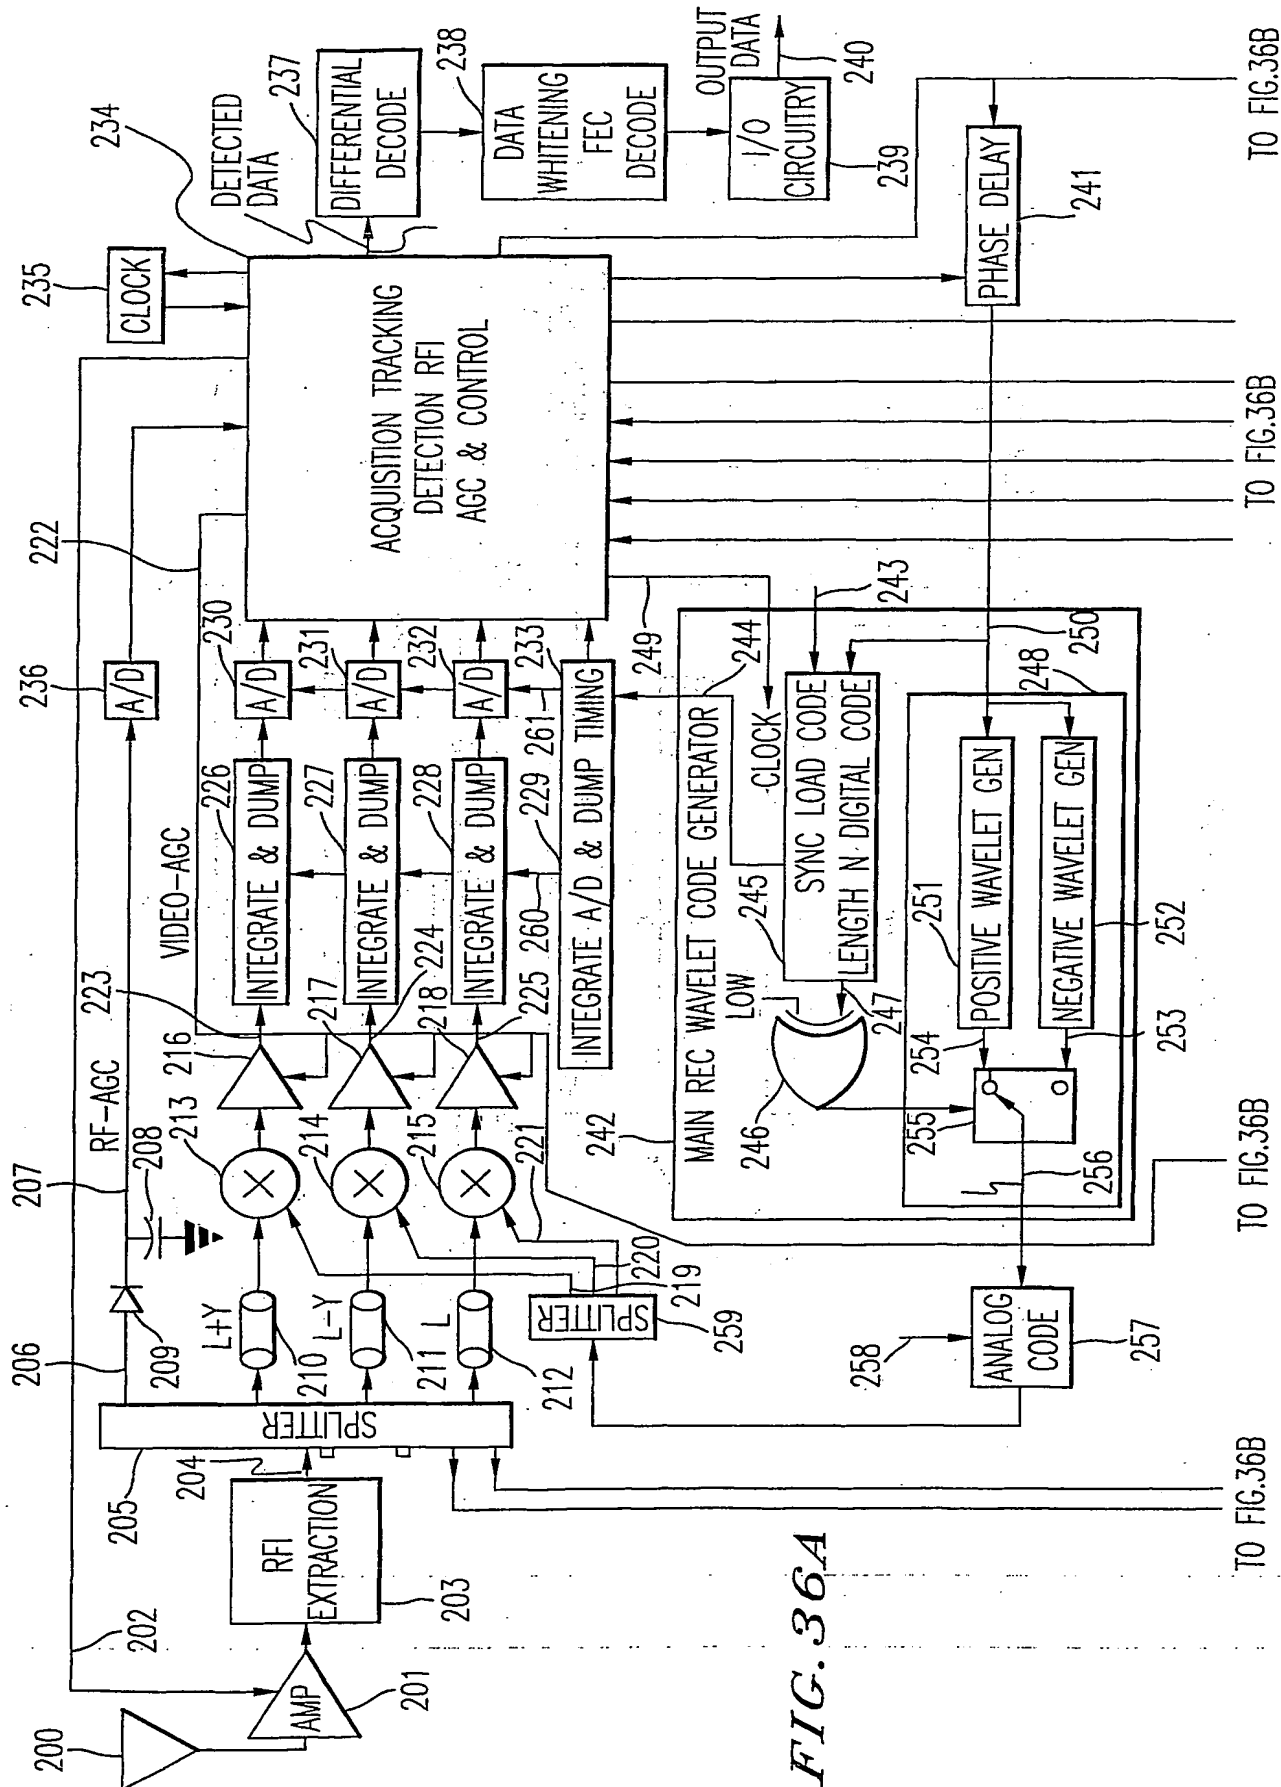 200
AMP
201
202
RFI
EXTRACTION
203
204
205
SPLITTER
206
209
207
208
RF-AGC
236
A/D
235
CLOCK
234
DETECTED
DATA
237
DIFFERENTIAL
DECODE
238
DATA
WHITENING
FEC
DECODE
OUTPUT
DATA
240
I/O
CIRCUITRY
239
L+Y
210
L-Y
211
L
212
213
214
215
216
217
218
223
224
225
VIDEO-AGC
222
226
INTEGRATE & DUMP
227
INTEGRATE & DUMP
228
INTEGRATE & DUMP
229
INTEGRATE A/D & DUMP TIMING
260
261
230
A/D
231
A/D
232
A/D
233
ACQUISITION TRACKING
DETECTION RFI
AGC & CONTROL
219
220
221
SPLITTER
259
242
MAIN REC WAVELET CODE GENERATOR
244
249
CLOCK
243
245
SYNC LOAD CODE
LENGTH N DIGITAL CODE
LOW
246
247
250
248
251
POSITIVE WAVELET GEN
NEGATIVE WAVELET GEN
252
253
254
255
256
258
ANALOG
CODE
257
PHASE DELAY
241
TO FIG.36B
TO FIG.36B
TO FIG.36B
TO FIG.36B
FIG. 36A